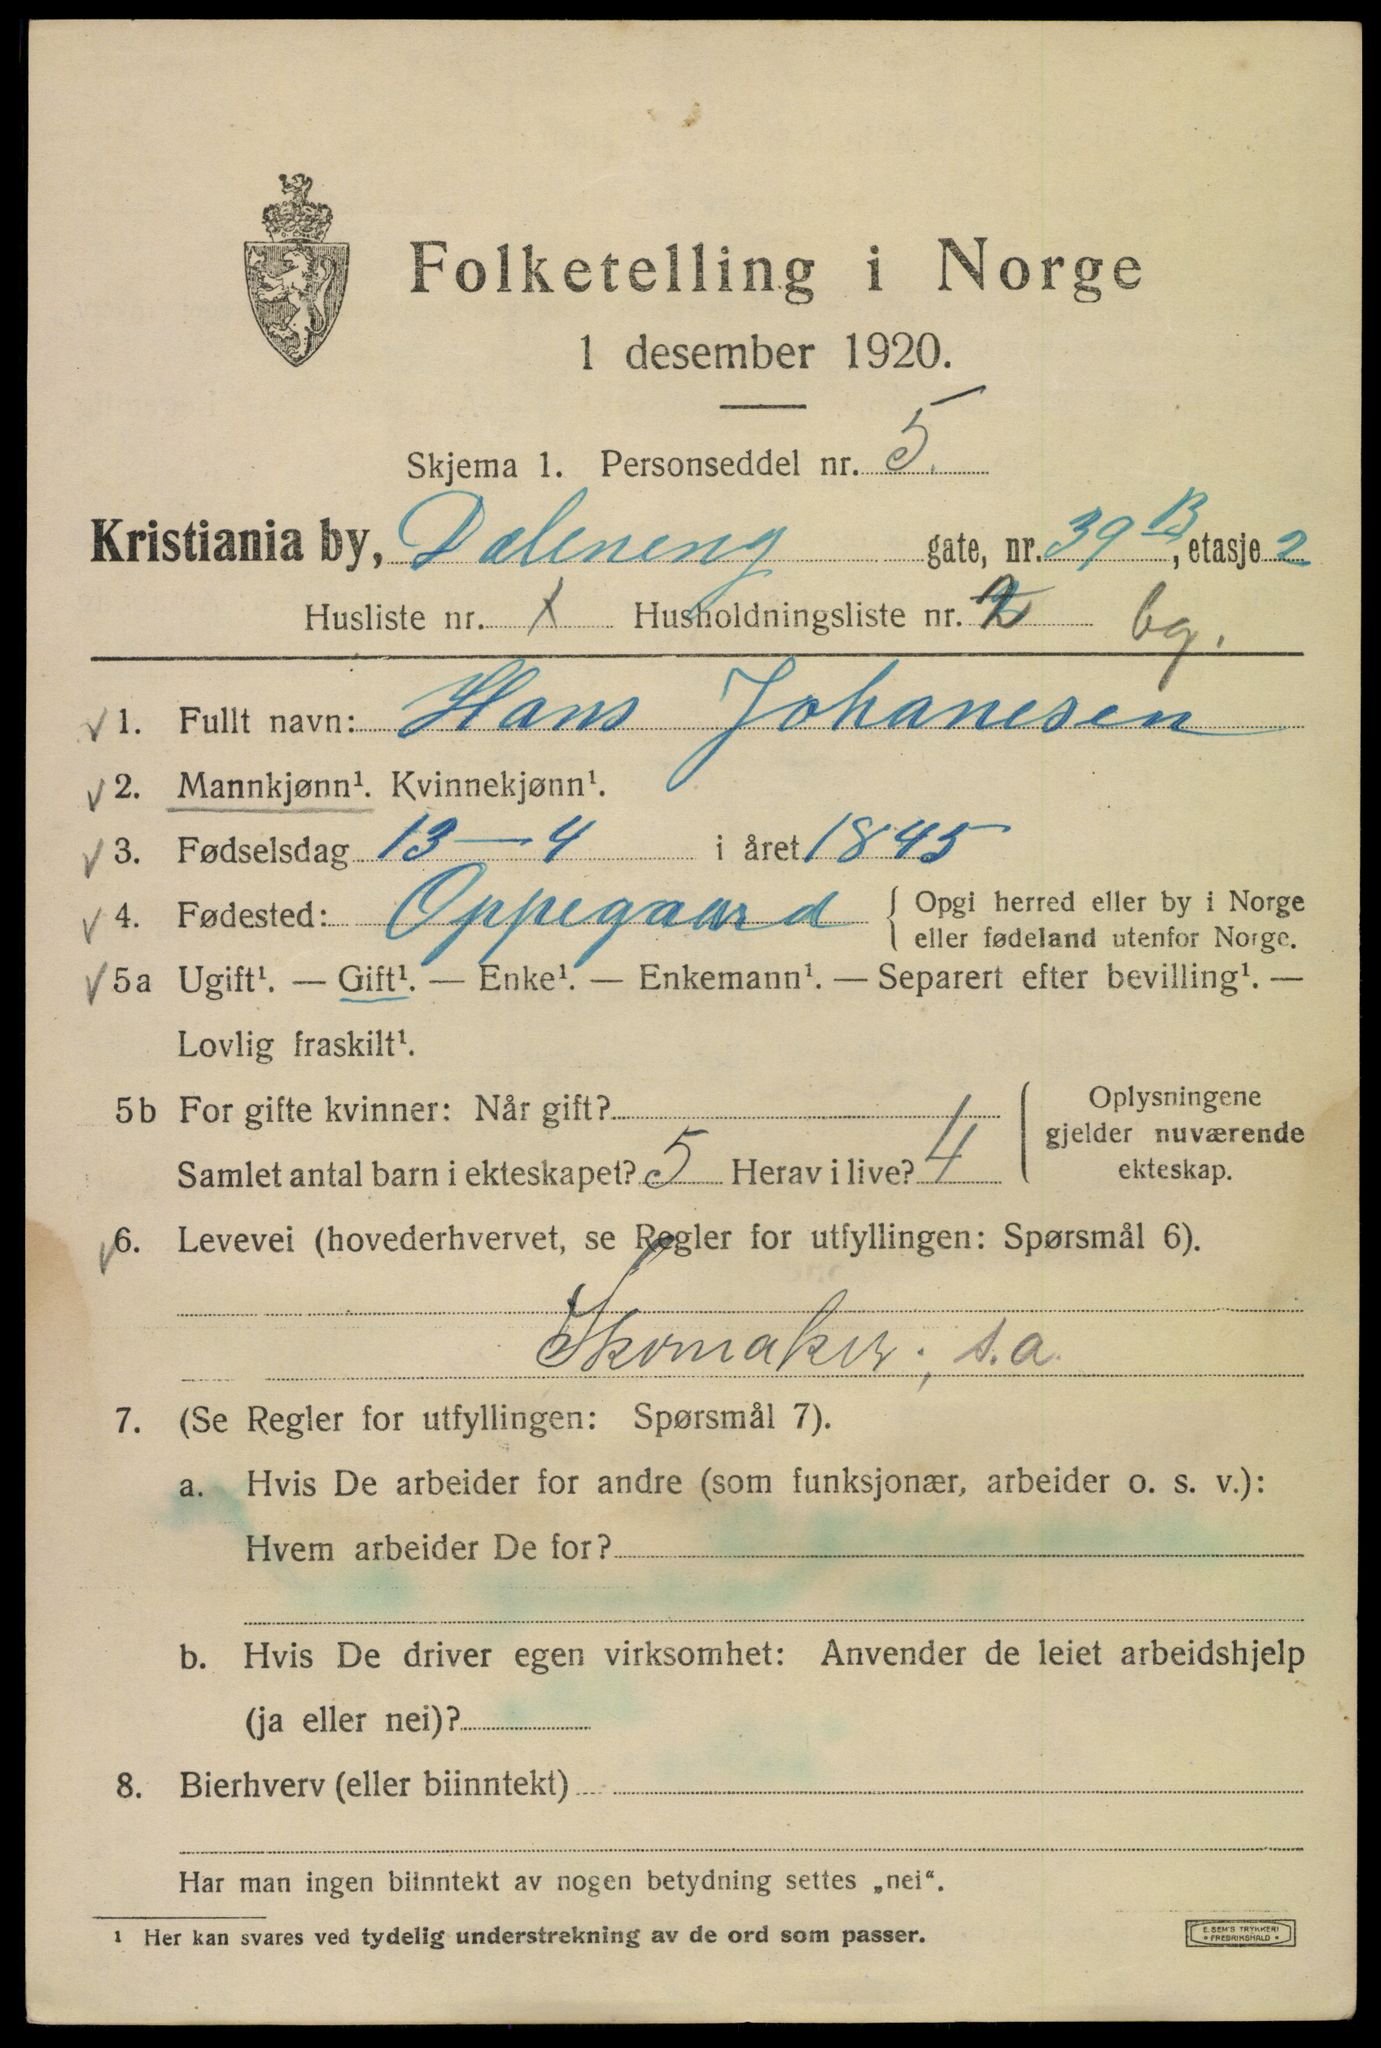 Folketelling i Norge
1 desember 1920.
Skjema 1. Personseddel nr. 5.
Kristiania by, Dæleneng gate, nr. 39 B, etasje 2
Husliste nr. X Husholdningsliste nr. 2 bg.
1. Fullt navn: Hans Johanesen
2. Mannkjønn¹. Kvinnekjønn¹.
3. Fødselsdag 13-4 i året 1845
4. Fødested: Oppegaard { Opgi herred eller by i Norge
eller fødeland utenfor Norge.
5a Ugift¹. — Gift¹. — Enke¹. — Enkemann¹. — Separert efter bevilling¹. —
Lovlig fraskilt¹.
5b For gifte kvinner: Når gift?
Samlet antal barn i ekteskapet? 5 Herav i live? 4
Oplysningene
gjelder nuværende
ekteskap.
6. Levevei (hovederhvervet, se Regler for utfyllingen: Spørsmål 6).
Skomaker; s.a.
7. (Se Regler for utfyllingen: Spørsmål 7).
a. Hvis De arbeider for andre (som funksjonær, arbeider o. s. v.):
Hvem arbeider De for?
b. Hvis De driver egen virksomhet: Anvender de leiet arbeidshjelp
(ja eller nei)?
8. Bierhverv (eller biinntekt)
Har man ingen biinntekt av nogen betydning settes „nei“.
¹ Her kan svares ved tydelig understrekning av de ord som passer.
E. SEM'S TRYKKERI
* FREDRIKSHALD *